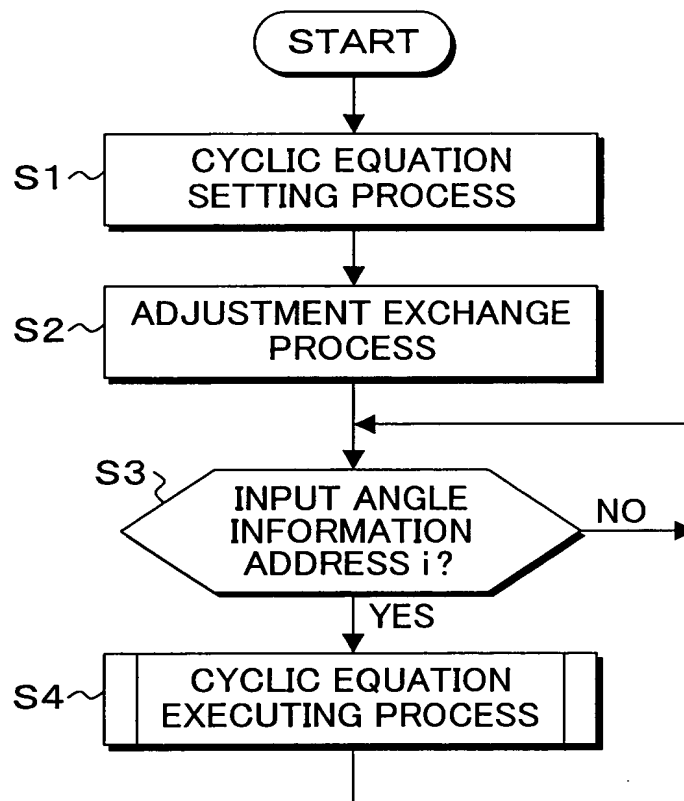 START
S1
CYCLIC EQUATION
SETTING PROCESS
S2
ADJUSTMENT EXCHANGE
PROCESS
S3
INPUT ANGLE
INFORMATION
ADDRESS i?
NO
YES
S4
CYCLIC EQUATION
EXECUTING PROCESS